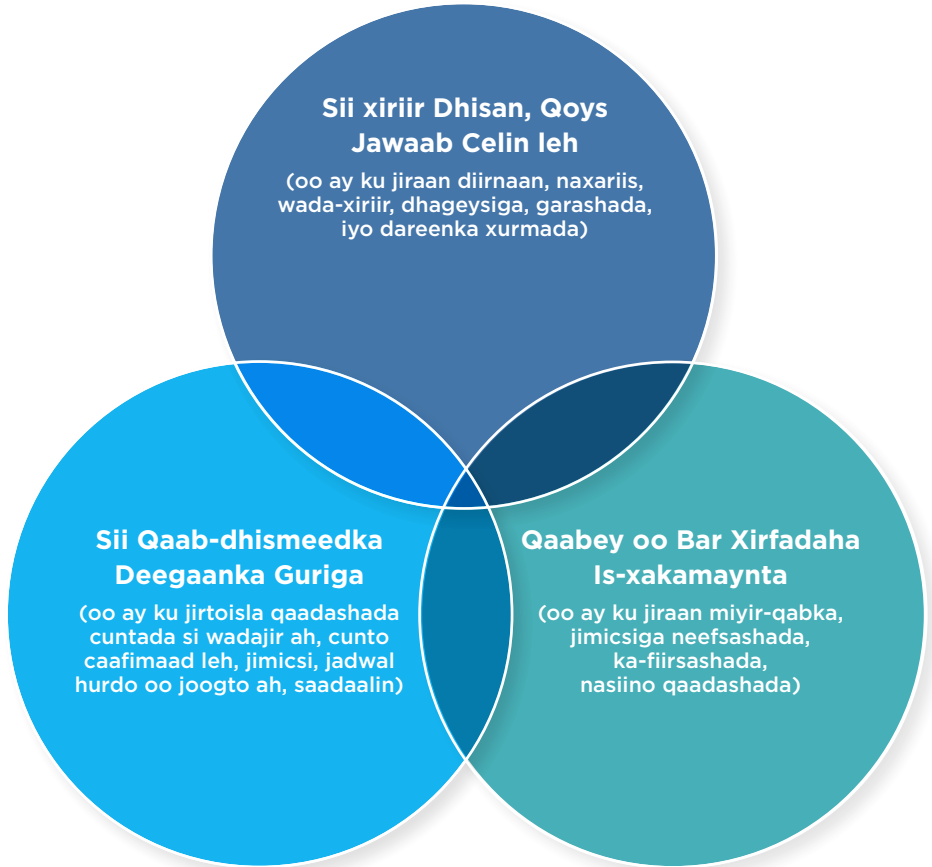 Sii xiriir Dhisan, Qoys
Jawaab Celin leh
(oo ay ku jiraan diirnaan, naxariis,
wada-xiriir, dhageysiga, garashada,
iyo dareenka xurmada)
Sii Qaab-dhismeedka
Deegaanka Guriga
(oo ay ku jirtoisla qaadashada
cuntada si wadajir ah, cunto
caafimaad leh, jimicsi, jadwal
hurdo oo joogto ah, saadaalin)
Qaabey oo Bar Xirfadaha
Is-xakamaynta
(oo ay ku jiraan miyir-qabka,
jimicsiga neefsashada,
ka-fiirsashada,
nasiino qaadashada)